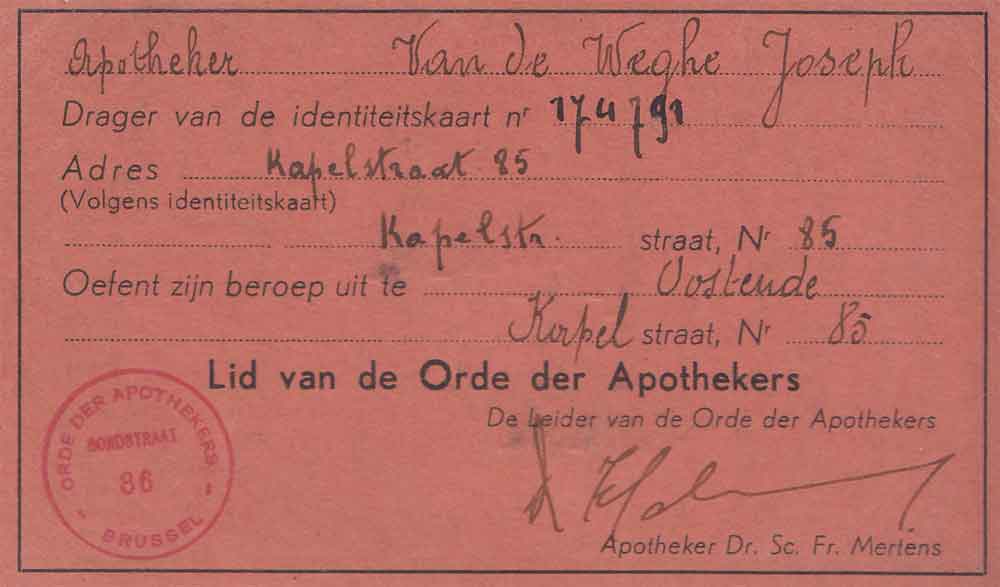 Apotheker Van de Weghe Joseph
Drager van de identiteitskaart nr 174791
Adres Kapelstraat 85
(Volgens identiteitskaart)
Kapelstr. straat, Nr 85
Oefent zijn beroep uit te Oostende
Kapel straat, Nr 85
Lid van de Orde der Apothekers
De Leider van de Orde der Apothekers
Apotheker Dr. Sc. Fr. Mertens
ORDE DER APOTHEKERS
86
BRUSSEL